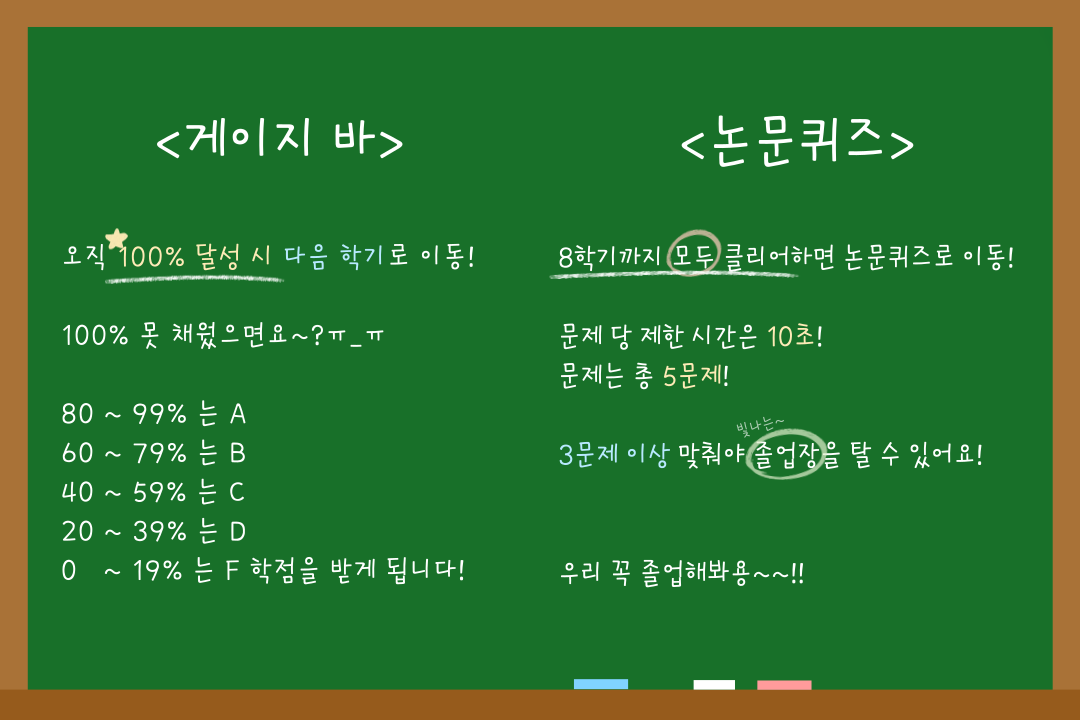 <게이지 바>
오직 100% 달성 시 다음 학기로 이동!
100% 못 채웠으면요~?ㅠ_ㅠ
80 ~ 99% 는 A
60 ~ 79% 는 B
40 ~ 59% 는 C
20 ~ 39% 는 D
0 ~ 19% 는 F 학점을 받게 됩니다!
<논문퀴즈>
8학기까지 모두 클리어하면 논문퀴즈로 이동!
문제 당 제한 시간은 10초!
문제는 총 5문제!
빛나는~
3문제 이상 맞춰야 졸업장을 탈 수 있어요!
우리 꼭 졸업해봐용~~!!